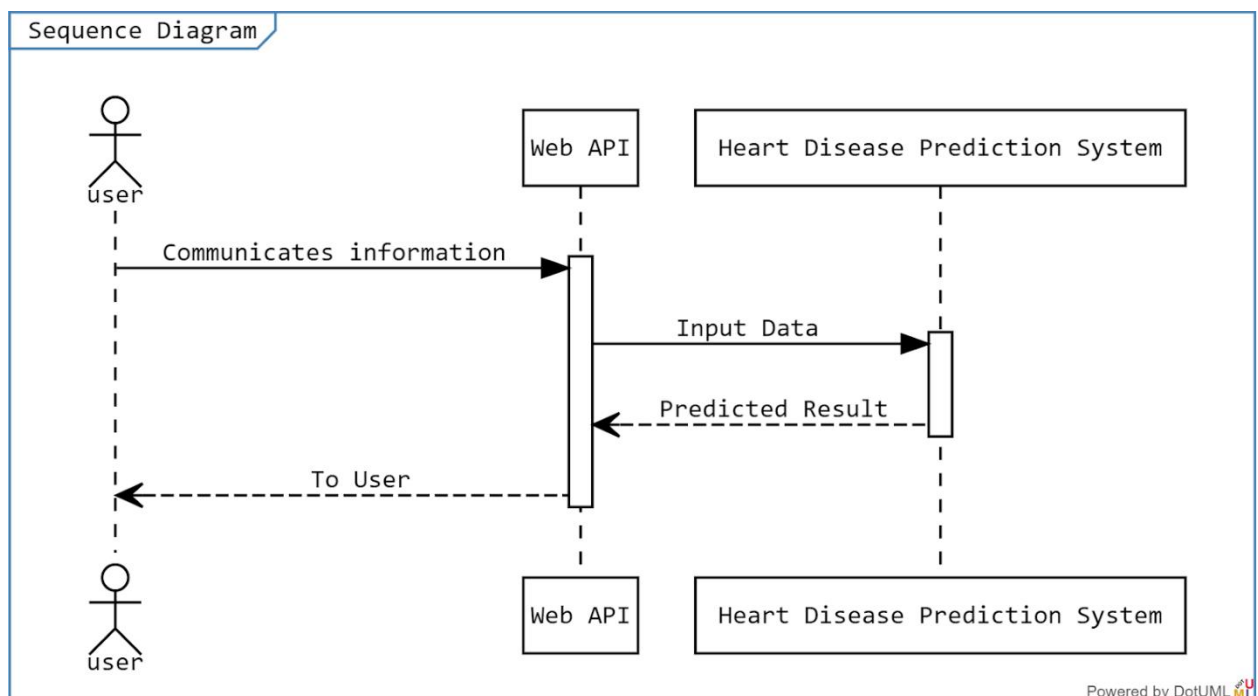 Sequence Diagram
user
Web API
Heart Disease Prediction System
Communicates information
Input Data
Predicted Result
To User
user
Web API
Heart Disease Prediction System
Powered by DotUML